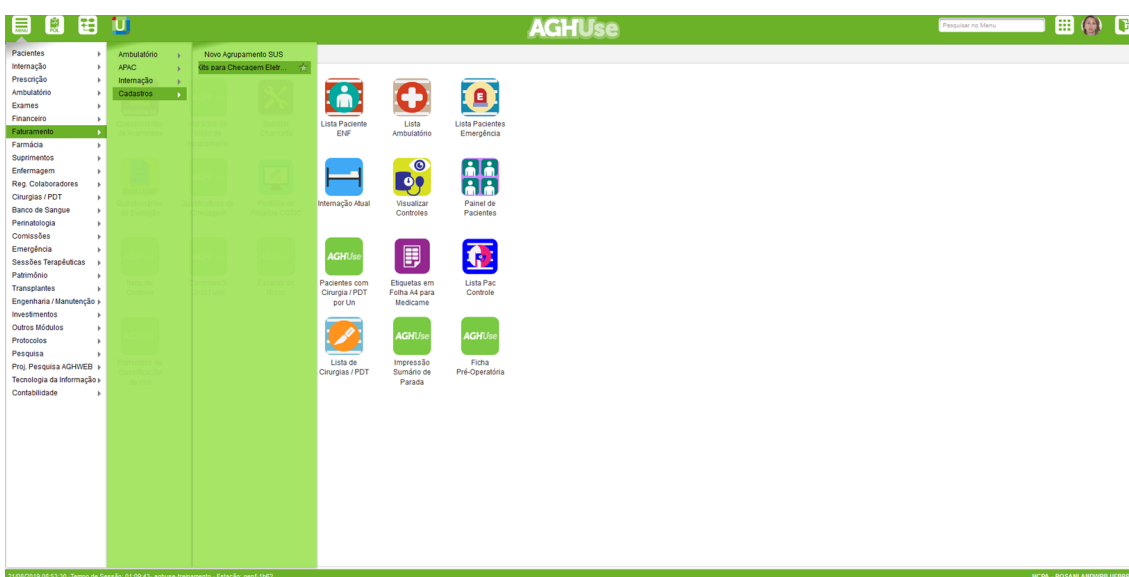 MENU
POL
AGHUse
Pesquisar no Menu
Pacientes
Internação
Prescrição
Ambulatório
Exames
Financeiro
Faturamento
Farmácia
Suprimentos
Enfermagem
Reg. Colaboradores
Cirurgias / PDT
Banco de Sangue
Perinatologia
Comissões
Emergência
Sessões Terapêuticas
Patrimônio
Transplantes
Engenharia / Manutenção
Investimentos
Outros Módulos
Protocolos
Pesquisa
Proj. Pesquisa AGHWEB
Tecnologia da Informação
Contabilidade
Ambulatório
APAC
Internação
Cadastros
Novo Agrupamento SUS
Kits para Checagem Eletr...
Lista Paciente
ENF
Lista
Ambulatório
E
Lista Pacientes
Emergência
Internação Atual
Visualizar
Controles
Painel de
Pacientes
AGHUse
Pacientes com
Cirurgia / PDT
por Un
Etiquetas em
Folha A4 para
Medicame
Lista Pac
Controle
Lista de
Cirurgias / PDT
AGHUse
Impressão
Sumário de
Parada
AGHUse
Ficha
Pré-Operatória